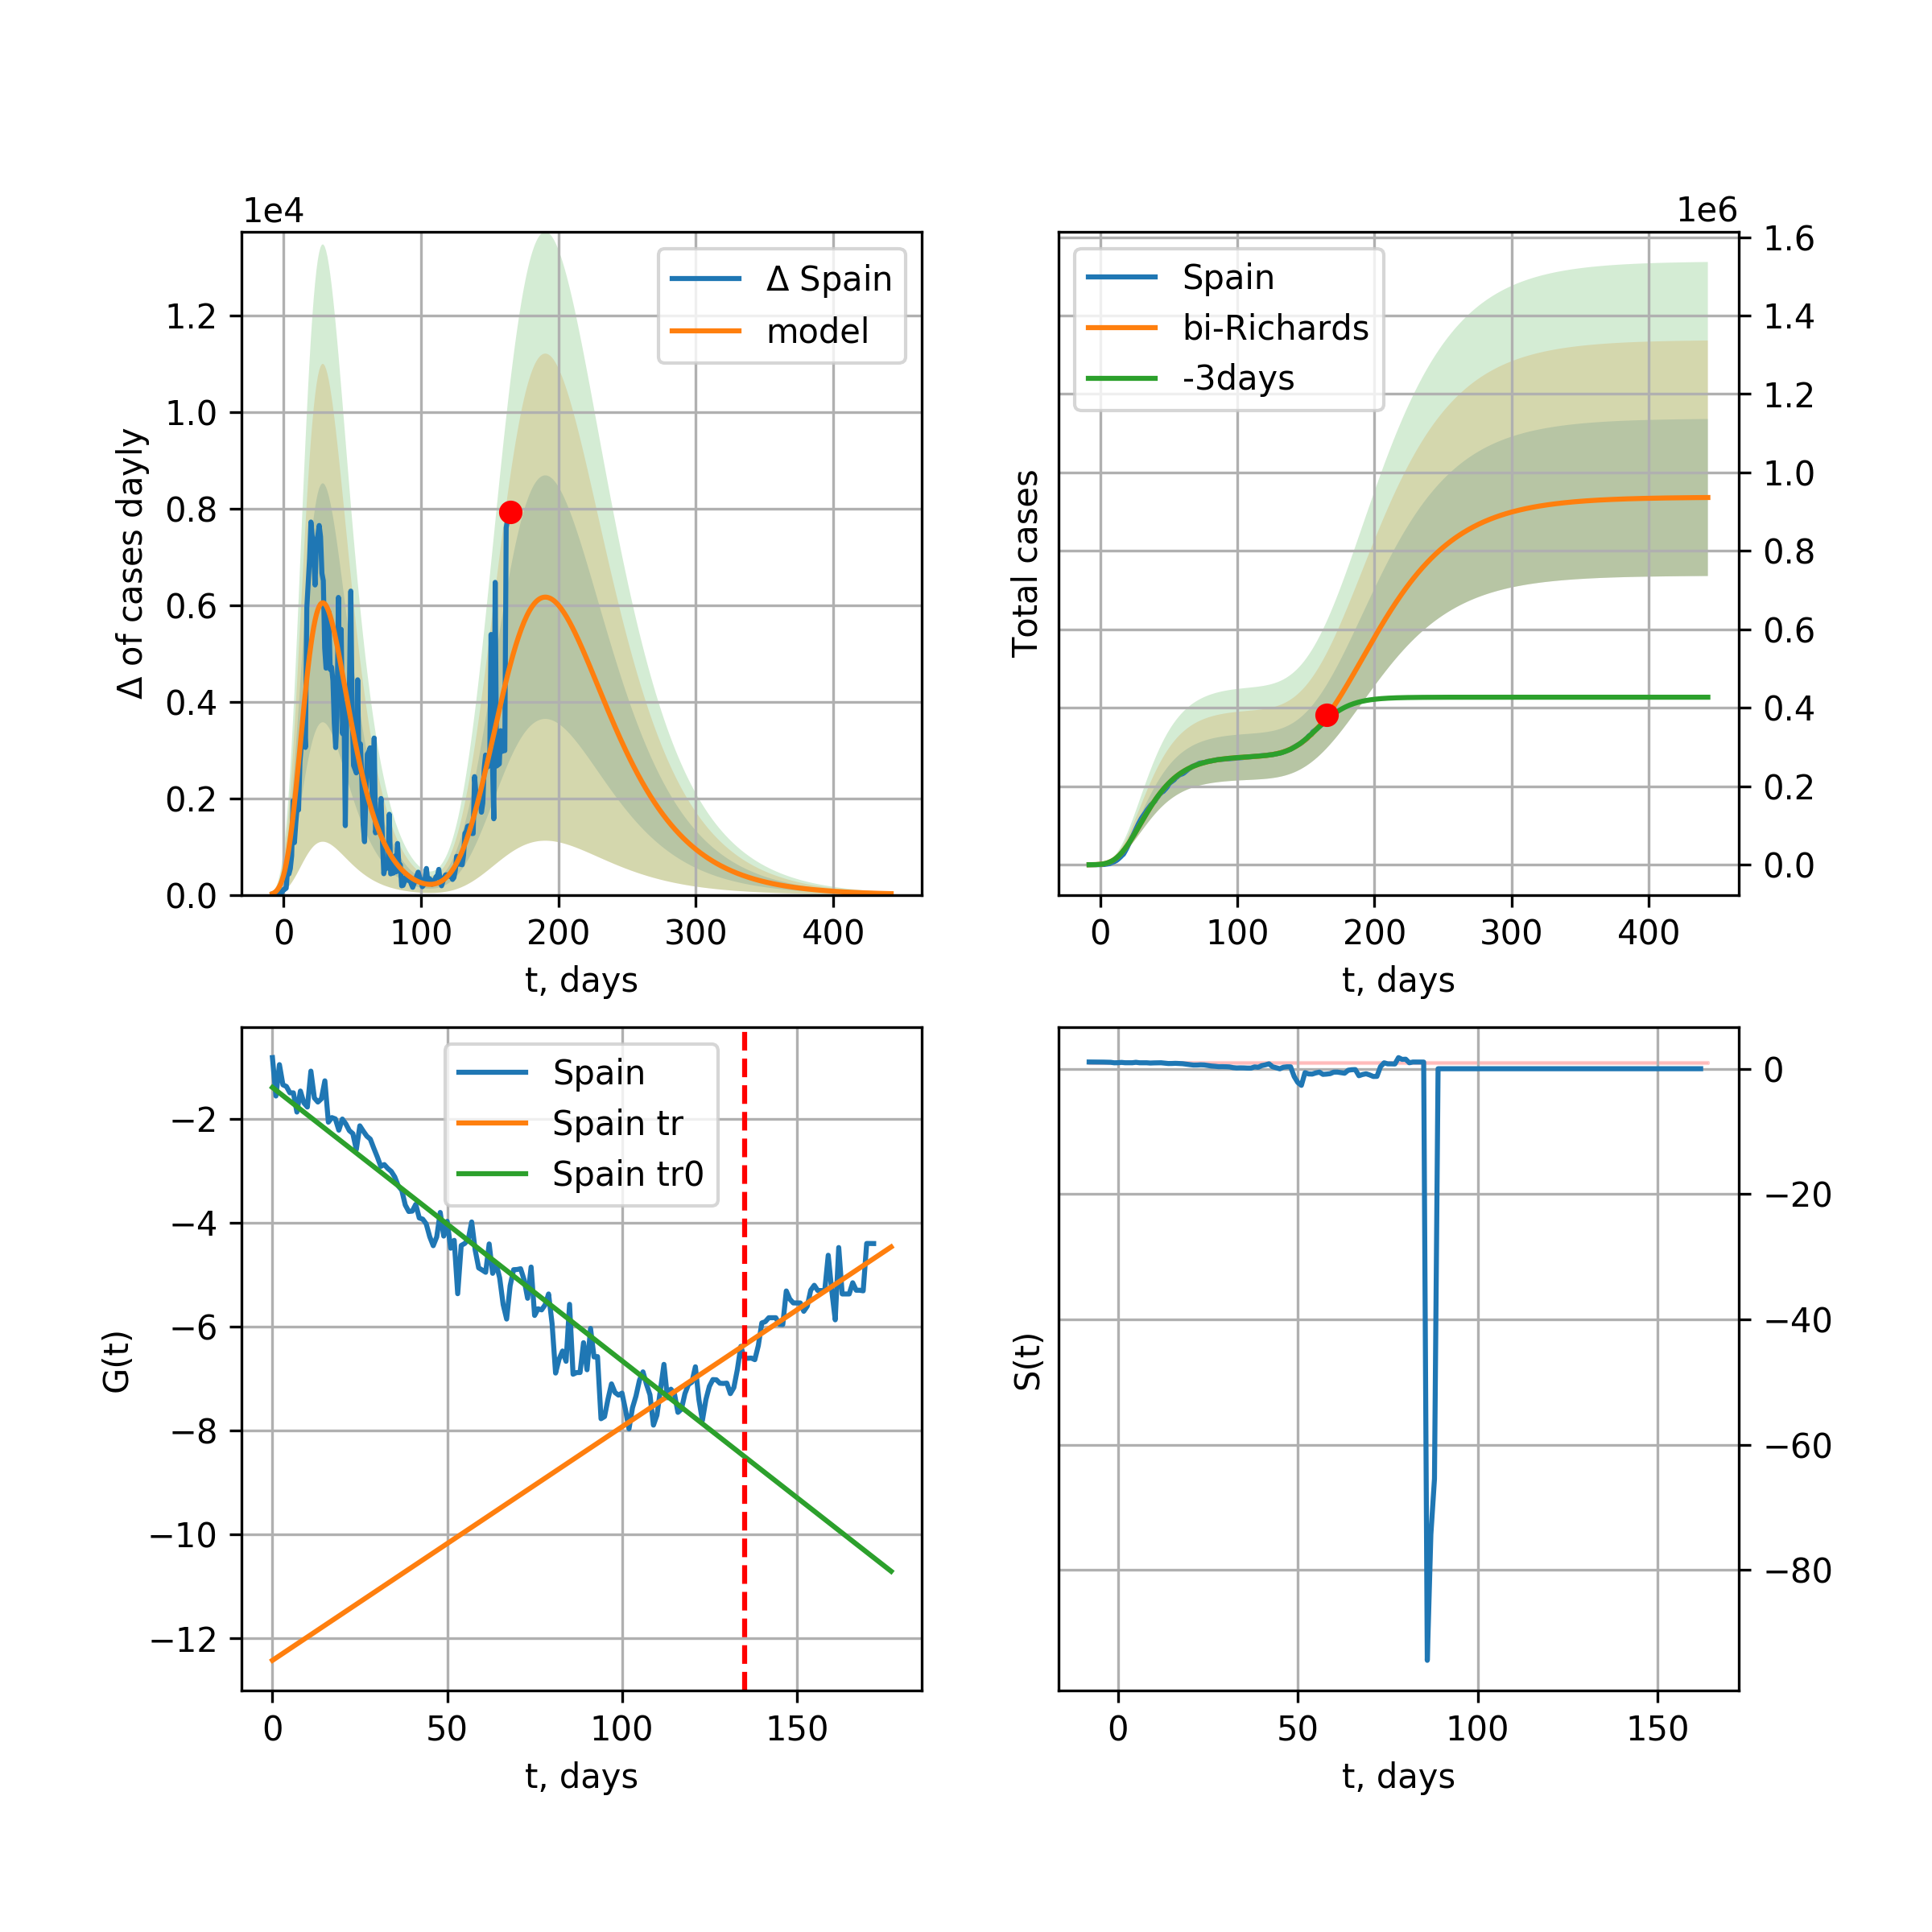 1e4
Δ of cases dayly
1.2
1.0
0.8
0.6
0.4
0.2
0.0
Δ Spain
model
0 100 200 300 400
t, days
1e6
Total cases
Spain
bi-Richards
-3days
1.6
1.4
1.2
1.0
0.8
0.6
0.4
0.2
0.0
0 100 200 300 400
t, days
G(t)
−2
−4
−6
−8
−10
−12
Spain
Spain tr
Spain tr0
0 50 100 150
t, days
S(t)
0
−20
−40
−60
−80
0 50 100 150
t, days